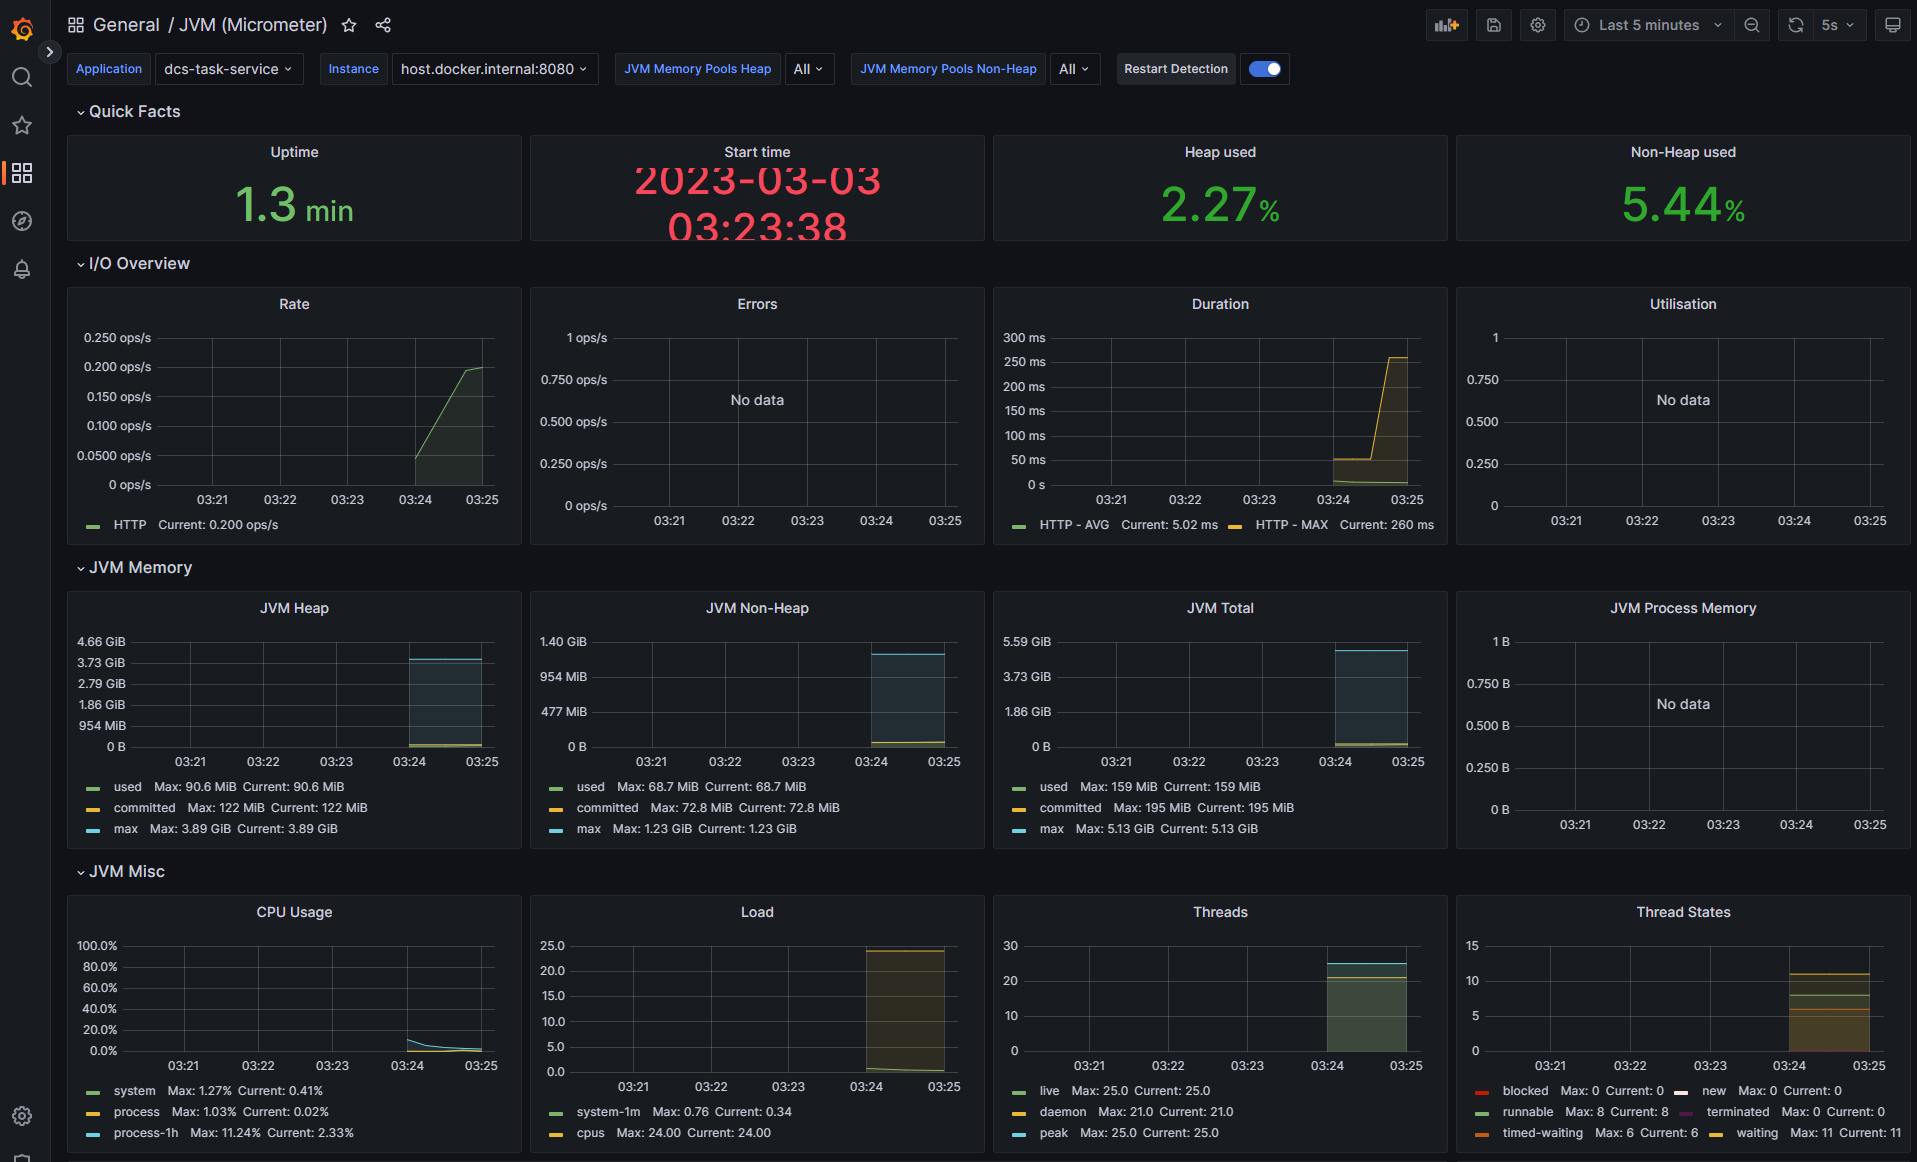 General / JVM (Micrometer)
Last 5 minutes
5s
Application dcs-task-service Instance host.docker.internal:8080 JVM Memory Pools Heap All JVM Memory Pools Non-Heap All Restart Detection
Quick Facts
Uptime
1.3 min
Start time
2023-03-03
03:23:38
Heap used
2.27%
Non-Heap used
5.44%
I/O Overview
Rate
0.250 ops/s
0.200 ops/s
0.150 ops/s
0.100 ops/s
0.0500 ops/s
0 ops/s
03:21 03:22 03:23 03:24 03:25
HTTP Current: 0.200 ops/s
Errors
1 ops/s
0.750 ops/s
No data
0.500 ops/s
0.250 ops/s
0 ops/s
03:21 03:22 03:23 03:24 03:25
Duration
300 ms
250 ms
200 ms
150 ms
100 ms
50 ms
0 s
03:21 03:22 03:23 03:24 03:25
HTTP - AVG Current: 5.02 ms HTTP - MAX Current: 260 ms
Utilisation
1
0.750
No data
0.500
0.250
0
03:21 03:22 03:23 03:24 03:25
JVM Memory
JVM Heap
4.66 GiB
3.73 GiB
2.79 GiB
1.86 GiB
954 MiB
0 B
03:21 03:22 03:23 03:24 03:25
used Max: 90.6 MiB Current: 90.6 MiB
committed Max: 122 MiB Current: 122 MiB
max Max: 3.89 GiB Current: 3.89 GiB
JVM Non-Heap
1.40 GiB
954 MiB
477 MiB
0 B
03:21 03:22 03:23 03:24 03:25
used Max: 68.7 MiB Current: 68.7 MiB
committed Max: 72.8 MiB Current: 72.8 MiB
max Max: 1.23 GiB Current: 1.23 GiB
JVM Total
5.59 GiB
3.73 GiB
1.86 GiB
0 B
03:21 03:22 03:23 03:24 03:25
used Max: 159 MiB Current: 159 MiB
committed Max: 195 MiB Current: 195 MiB
max Max: 5.13 GiB Current: 5.13 GiB
JVM Process Memory
1 B
0.750 B
No data
0.500 B
0.250 B
0 B
03:21 03:22 03:23 03:24 03:25
JVM Misc
CPU Usage
100.0%
80.0%
60.0%
40.0%
20.0%
0.0%
03:21 03:22 03:23 03:24 03:25
system Max: 1.27% Current: 0.41%
process Max: 1.03% Current: 0.02%
process-1h Max: 11.24% Current: 2.33%
Load
25.0
20.0
15.0
10.0
5.0
0.0
03:21 03:22 03:23 03:24 03:25
system-1m Max: 0.76 Current: 0.34
cpus Max: 24.00 Current: 24.00
Threads
30
20
10
0
03:21 03:22 03:23 03:24 03:25
live Max: 25.0 Current: 25.0
daemon Max: 21.0 Current: 21.0
peak Max: 25.0 Current: 25.0
Thread States
15
10
5
0
03:21 03:22 03:23 03:24 03:25
blocked Max: 0 Current: 0 new Max: 0 Current: 0
runnable Max: 8 Current: 8 terminated Max: 0 Current: 0
timed-waiting Max: 6 Current: 6 waiting Max: 11 Current: 11